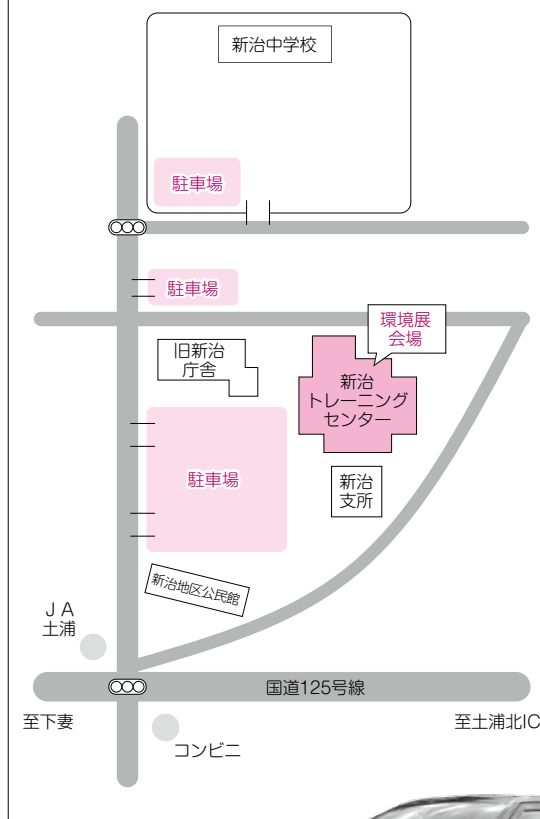 新治中学校
駐車場
駐車場
環境展
会場
旧新治
庁舎
新治
トレーニング
センター
駐車場
新治
支所
新治地区公民館
ＪＡ
土浦
国道125号線
至下妻
至土浦北IC
コンビニ